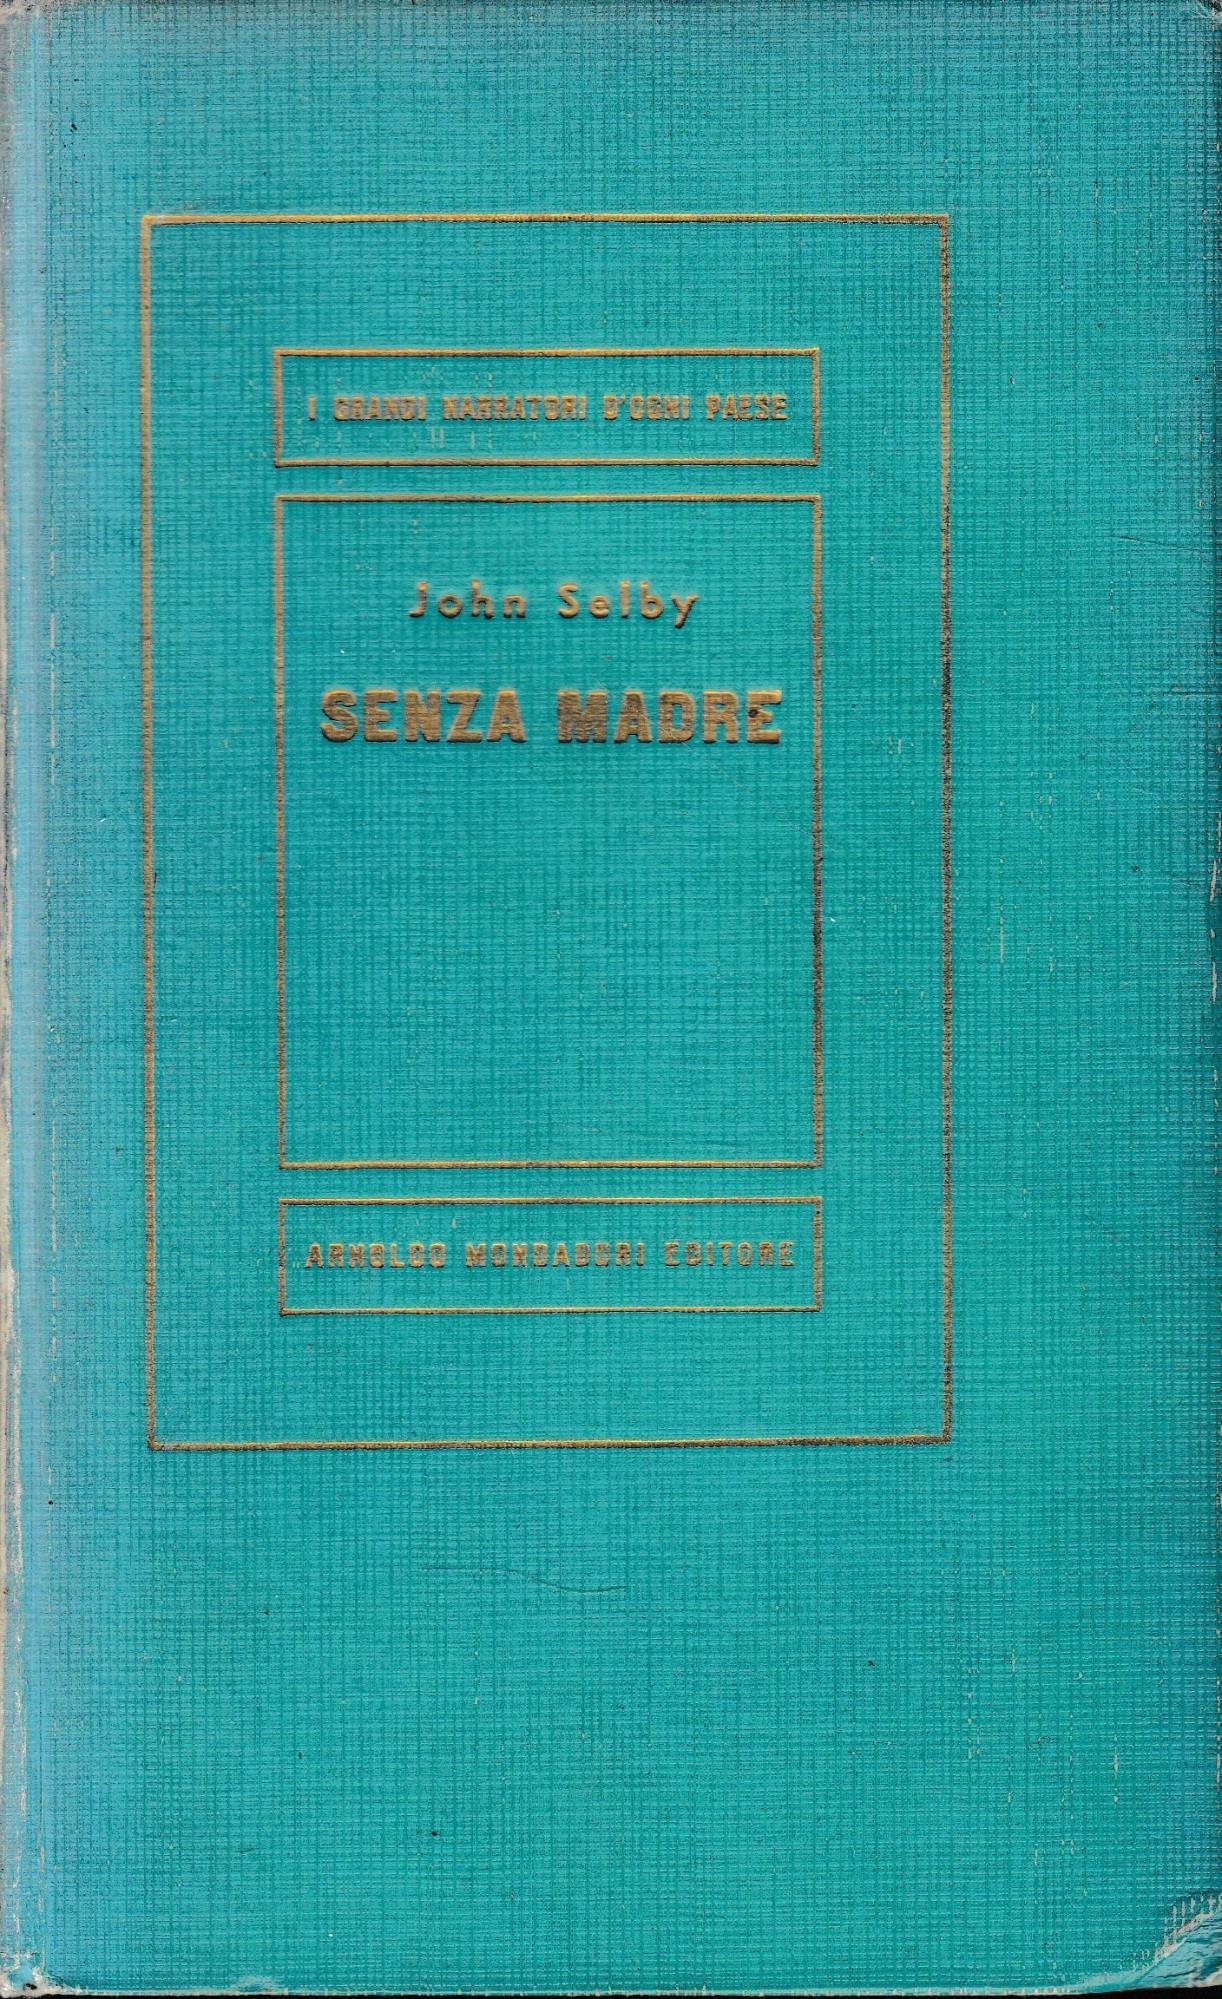 I GRANDI NARRATORI D'OGNI PAESE
John Selby
SENZA MADRE
ARNOLDO MONDADORI EDITORE